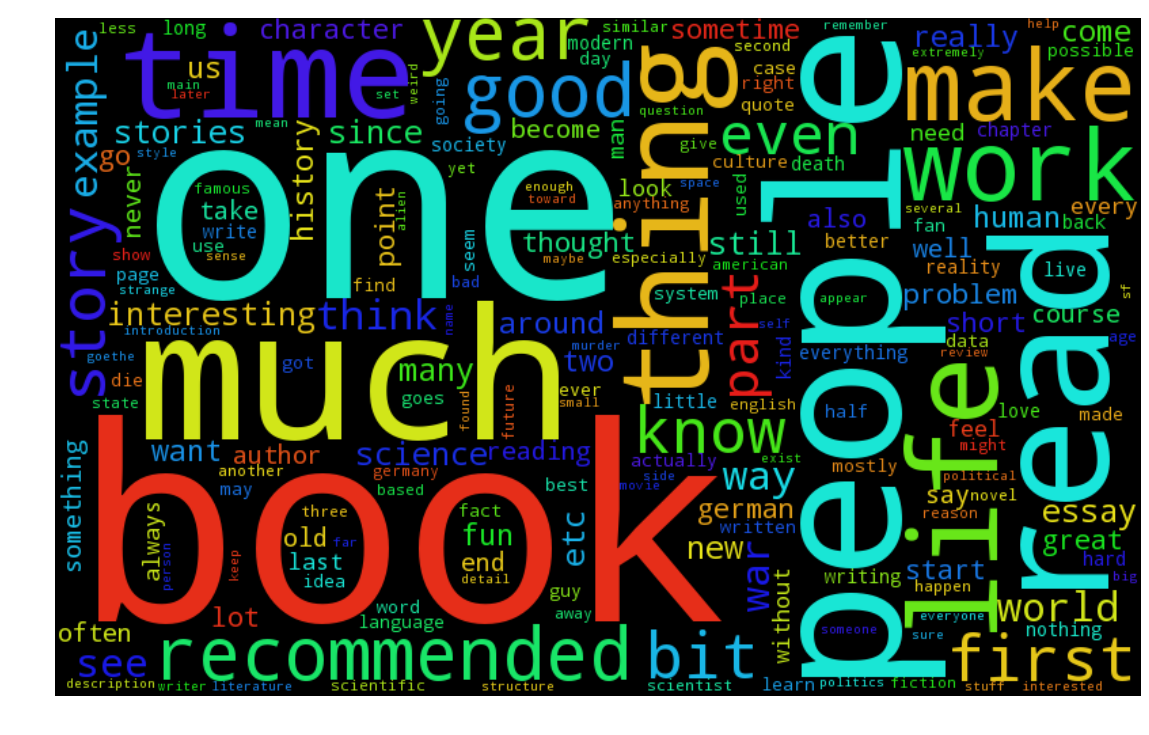 less
long
character
year
similar
sometime
remember
really
help
come
example
us
time
modern
day
second
extremely
possible
main
later
set
weird
good
thing
case
right
people
make
going
quote
question
stories
mean
history
since
become
man
give
even
need
chapter
go
style
society
culture
death
work
never
one
yet
look
space
used
famous
enough
toward
anything
several
every
take
point
alien
human
write
fan
back
story
use
sense
seem
thought
still
also
better
well
read
show
maybe
especially
american
reality
live
page
bad
strange
find
system
place
appear
problem
sf
interesting
think
name
around
part
self
short
course
introduction
different
kind
everything
data
age
goethe
much
got
murder
two
review
die
many
ever
life
state
goes
found
future
small
little
english
half
love
made
know
feel
might
want
author
science
reading
actually
exist
mostly
something
another
germany
side
way
political
may
based
best
movie
say
novel
book
three
fact
german
reason
essay
always
old
far
fun
etc
written
great
person
keep
last
end
new
hard
idea
detail
war
writing
start
big
guy
happen
lot
word
away
without
world
language
everyone
often
someone
sure
nothing
see
recommended
bit
first
description
writer
literature
scientific
structure
scientist
learn
politics
fiction
stuff
interested